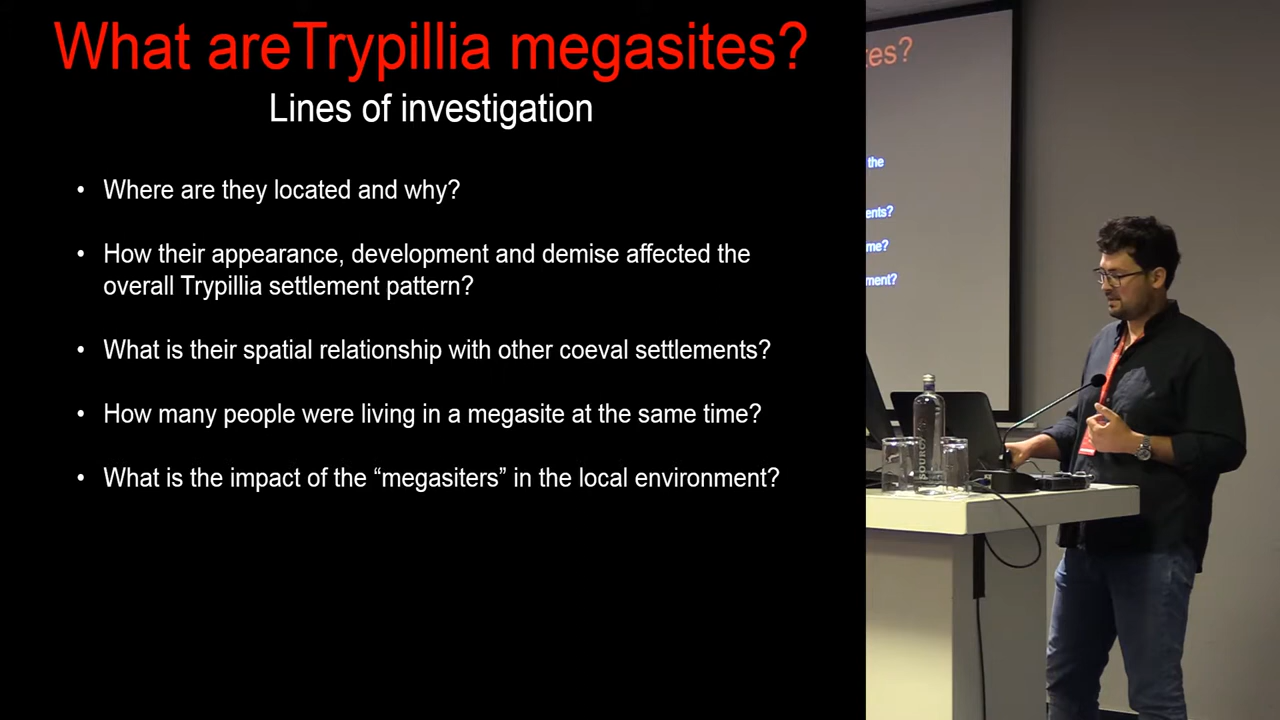 What areTrypillia megasites?
Lines of investigation
• Where are they located and why?
• How their appearance, development and demise affected the
overall Trypillia settlement pattern?
• What is their spatial relationship with other coeval settlements?
• How many people were living in a megasite at the same time?
• What is the impact of the “megasiters” in the local environment?
tes?
the
ents?
me?
ment?
SOURC